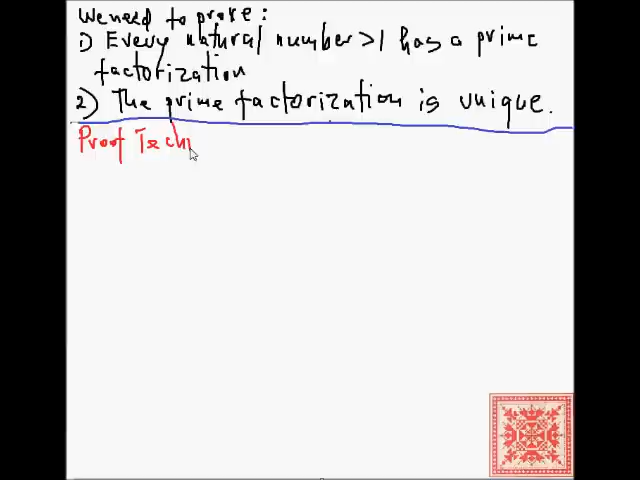 We need to prove:
1) Every natural number >1 has a prime
factorization
2) The prime factorization is unique.
Proof Tech